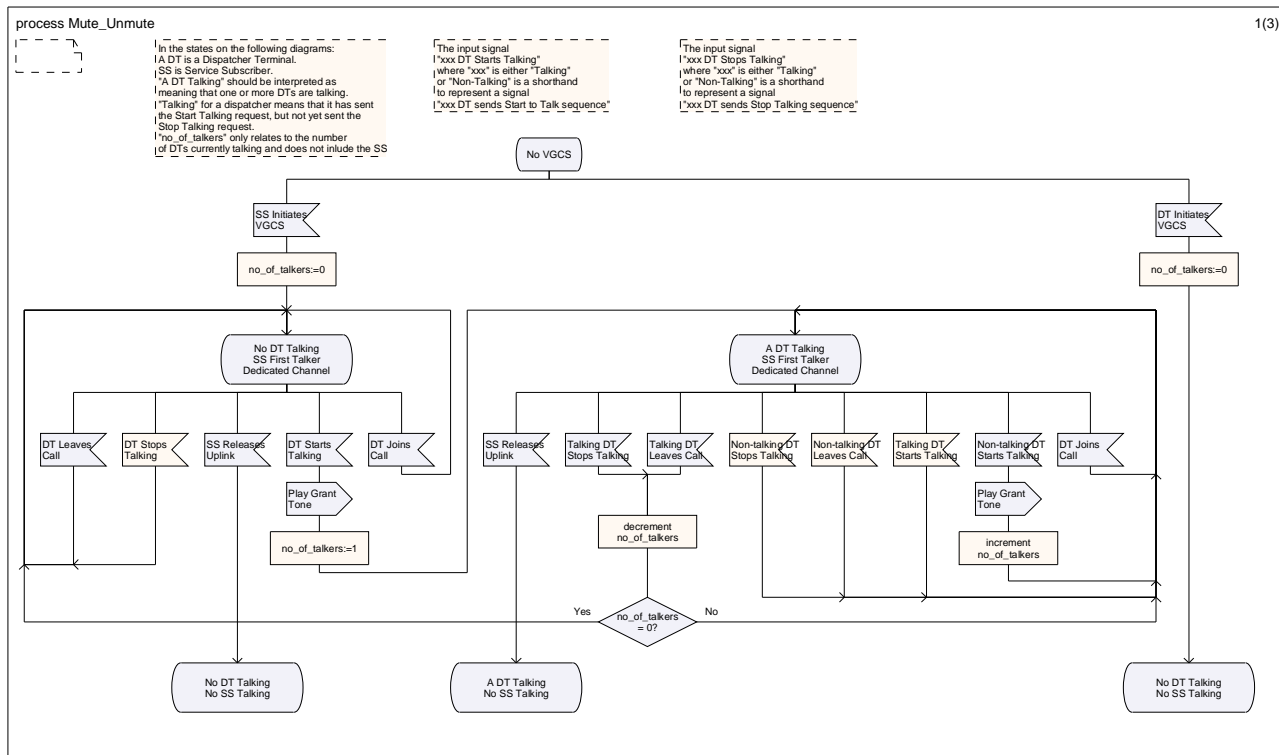 process Mute_Unmute
1(3)
In the states on the following diagrams:
A DT is a Dispatcher Terminal.
SS is Service Subscriber.
"A DT Talking" should be interpreted as
meaning that one or more DTs are talking.
"Talking" for a dispatcher means that it has sent
the Start Talking request, but not yet sent the
Stop Talking request.
"no_of_talkers" only relates to the number
of DTs currently talking and does not inlude the SS
The input signal
"xxx DT Starts Talking"
where "xxx" is either "Talking"
or "Non-Talking" is a shorthand
to represent a signal
"xxx DT sends Start to Talk sequence"
The input signal
"xxx DT Stops Talking"
where "xxx" is either "Talking"
or "Non-Talking" is a shorthand
to represent a signal
"xxx DT sends Stop Talking sequence"
No VGCS
SS Initiates
VGCS
DT Initiates
VGCS
no_of_talkers:=0
no_of_talkers:=0
No DT Talking
SS First Talker
Dedicated Channel
A DT Talking
SS First Talker
Dedicated Channel
DT Leaves
Call
DT Stops
Talking
SS Releases
Uplink
DT Starts
Talking
DT Joins
Call
SS Releases
Uplink
Talking DT
Stops Talking
Talking DT
Leaves Call
Non-talking DT
Stops Talking
Non-talking DT
Leaves Call
Talking DT
Starts Talking
Non-talking DT
Starts Talking
DT Joins
Call
Play Grant
Tone
Play Grant
Tone
no_of_talkers:=1
decrement
no_of_talkers
increment
no_of_talkers
Yes
no_of_talkers
= 0?
No
No DT Talking
No SS Talking
A DT Talking
No SS Talking
No DT Talking
No SS Talking